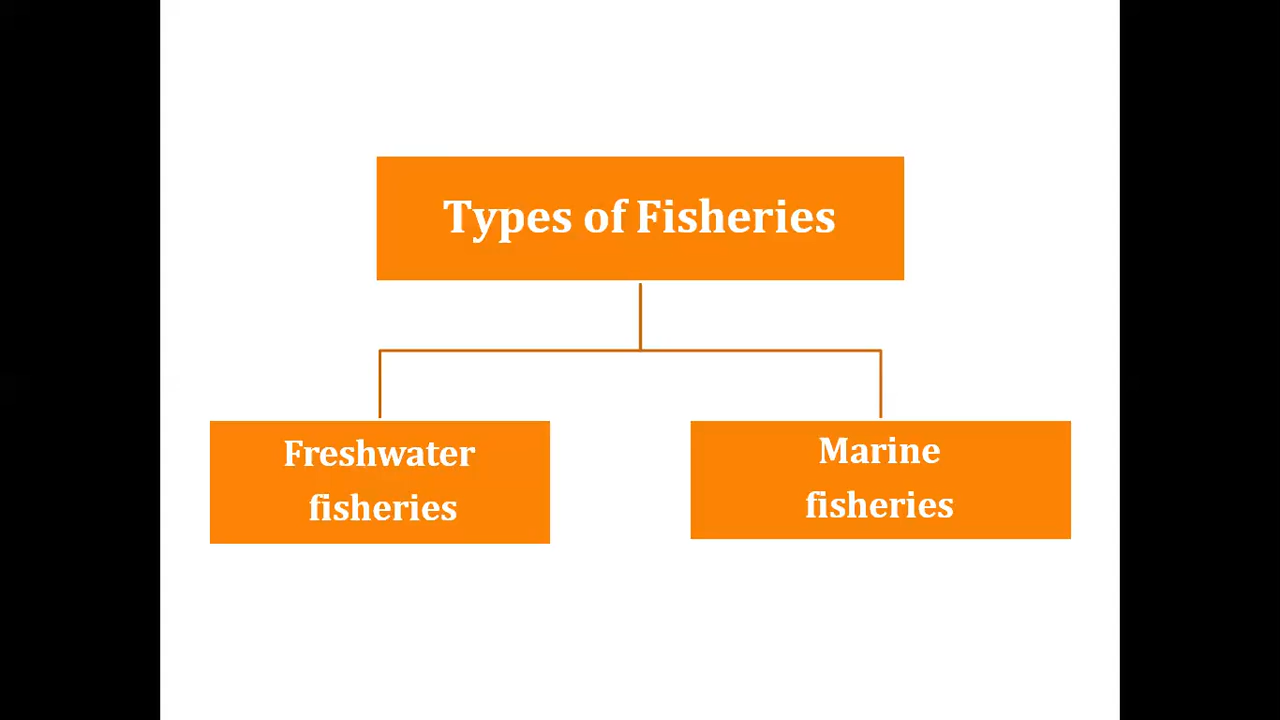 Types of Fisheries
Freshwater
fisheries
Marine
fisheries